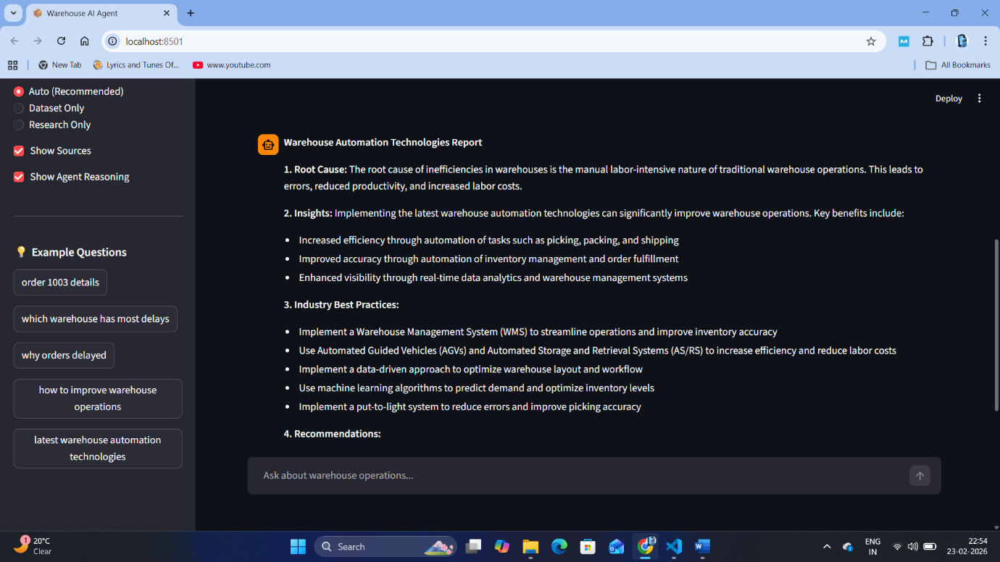 Warehouse AI Agent
localhost:8501
New Tab
Lyrics and Tunes Of...
www.youtube.com
All Bookmarks
Auto (Recommended)
Dataset Only
Research Only
Show Sources
Show Agent Reasoning
Example Questions
order 1003 details
which warehouse has most delays
why orders delayed
how to improve warehouse
operations
latest warehouse automation
technologies
Deploy
Warehouse Automation Technologies Report
1. Root Cause: The root cause of inefficiencies in warehouses is the manual labor-intensive nature of traditional warehouse operations. This leads to
errors, reduced productivity, and increased labor costs.
2. Insights: Implementing the latest warehouse automation technologies can significantly improve warehouse operations. Key benefits include:
• Increased efficiency through automation of tasks such as picking, packing, and shipping
• Improved accuracy through automation of inventory management and order fulfillment
• Enhanced visibility through real-time data analytics and warehouse management systems
3. Industry Best Practices:
• Implement a Warehouse Management System (WMS) to streamline operations and improve inventory accuracy
• Use Automated Guided Vehicles (AGVs) and Automated Storage and Retrieval Systems (AS/RS) to increase efficiency and reduce labor costs
• Implement a data-driven approach to optimize warehouse layout and workflow
• Use machine learning algorithms to predict demand and optimize inventory levels
• Implement a put-to-light system to reduce errors and improve picking accuracy
4. Recommendations:
Ask about warehouse operations...
1
20°C
Clear
Search
ENG
IN
22:54
23-02-2026